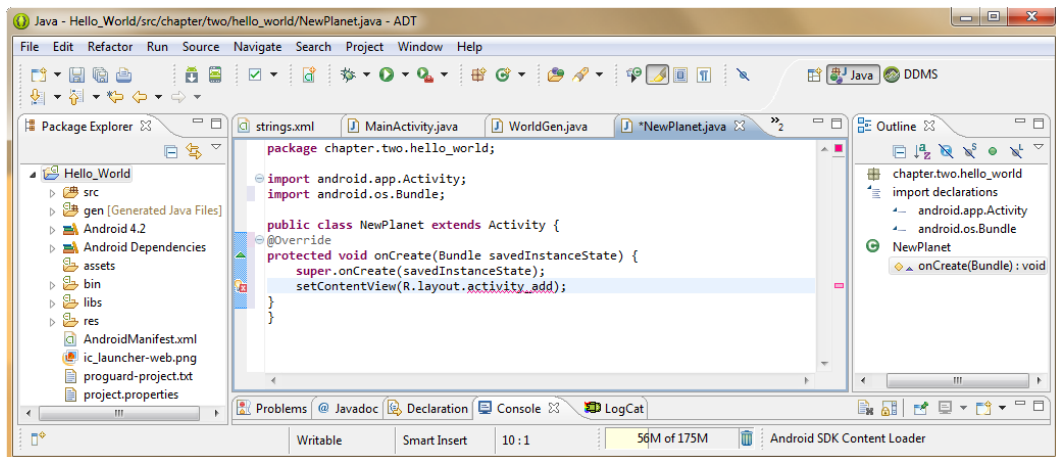 Java - Hello_World/src/chapter/two/hello_world/NewPlanet.java - ADT
File Edit Refactor Run Source Navigate Search Project Window Help
Java DDMS
Package Explorer
Hello_World
src
gen [Generated Java Files]
Android 4.2
Android Dependencies
assets
bin
libs
res
AndroidManifest.xml
ic_launcher-web.png
proguard-project.txt
project.properties
strings.xml MainActivity.java WorldGen.java *NewPlanet.java »2
package chapter.two.hello_world;
import android.app.Activity;
import android.os.Bundle;
public class NewPlanet extends Activity {
@Override
protected void onCreate(Bundle savedInstanceState) {
super.onCreate(savedInstanceState);
setContentView(R.layout.activity_add);
}
}
Outline
chapter.two.hello_world
import declarations
android.app.Activity
android.os.Bundle
NewPlanet
onCreate(Bundle) : void
Problems @ Javadoc Declaration Console LogCat
Writable Smart Insert 10 : 1 56M of 175M Android SDK Content Loader